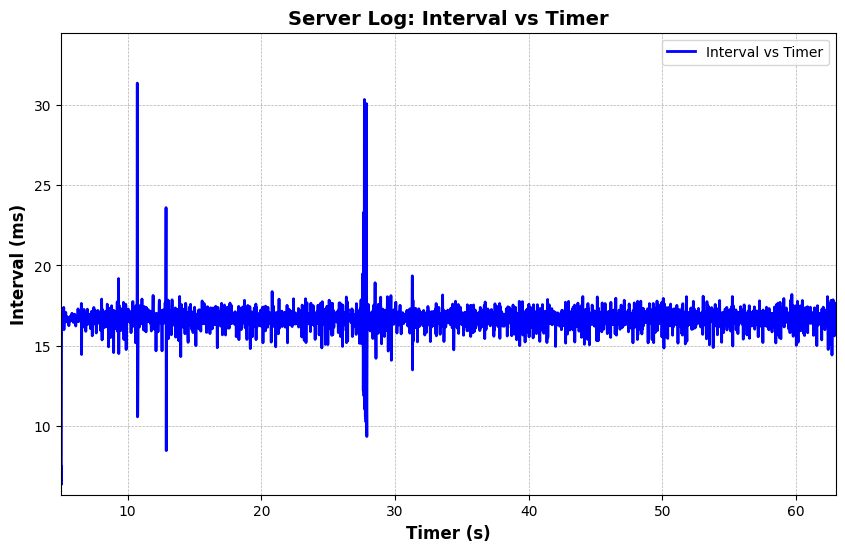 Server Log: Interval vs Timer
Interval vs Timer
Interval (ms)
30
25
20
15
10
10 20 30 40 50 60
Timer (s)